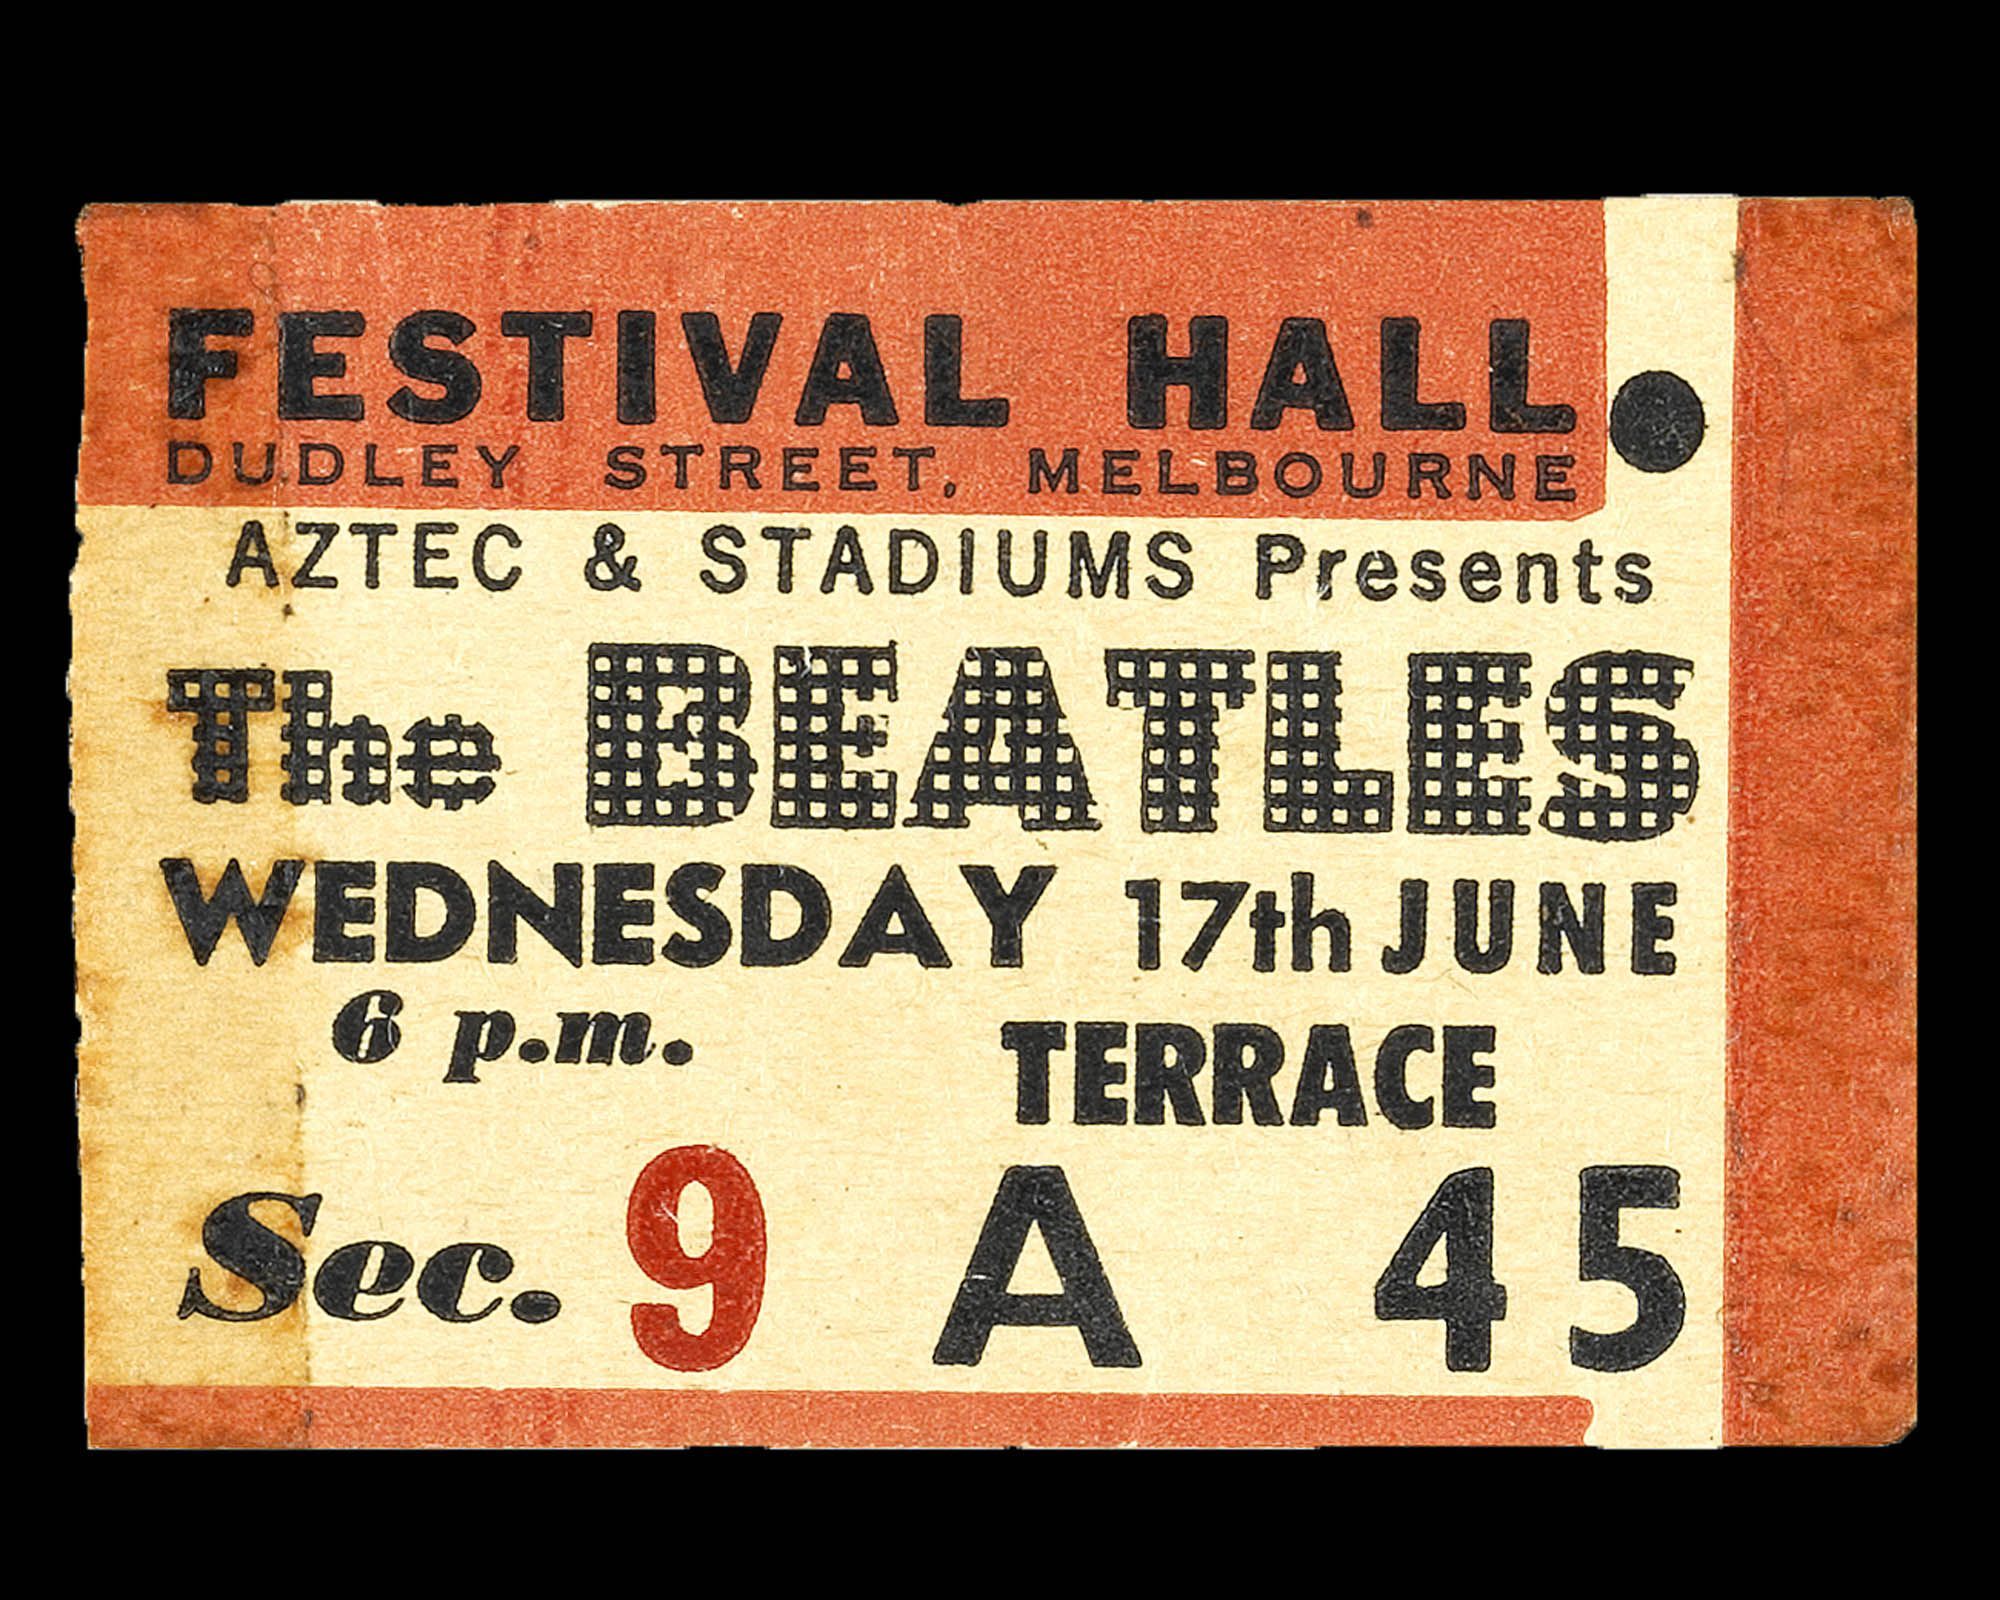 FESTIVAL HALL
DUDLEY STREET, MELBOURNE
AZTEC & STADIUMS Presents
The BEATLES
WEDNESDAY 17th JUNE
6 p.m. TERRACE
Sec. 9 A 45